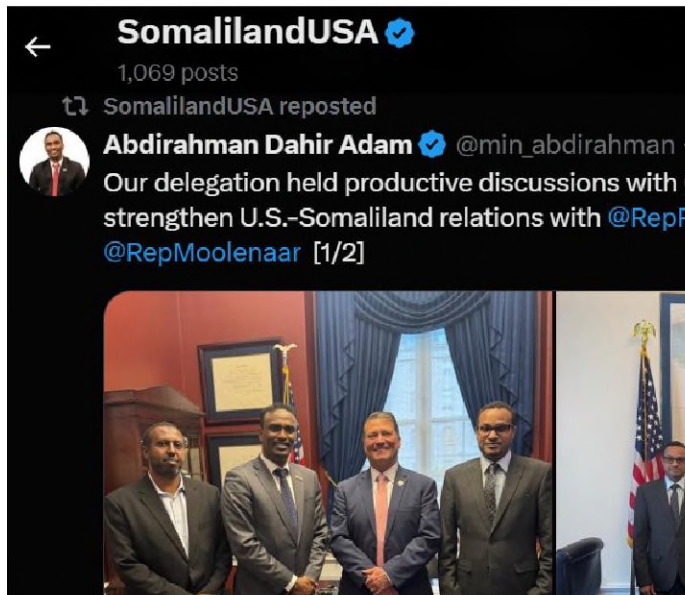 SomalilandUSA
1,069 posts
SomalilandUSA reposted
Abdirahman Dahir Adam @min_abdirahman
Our delegation held productive discussions with
strengthen U.S.-Somaliland relations with
@RepMoolenaar [1/2]